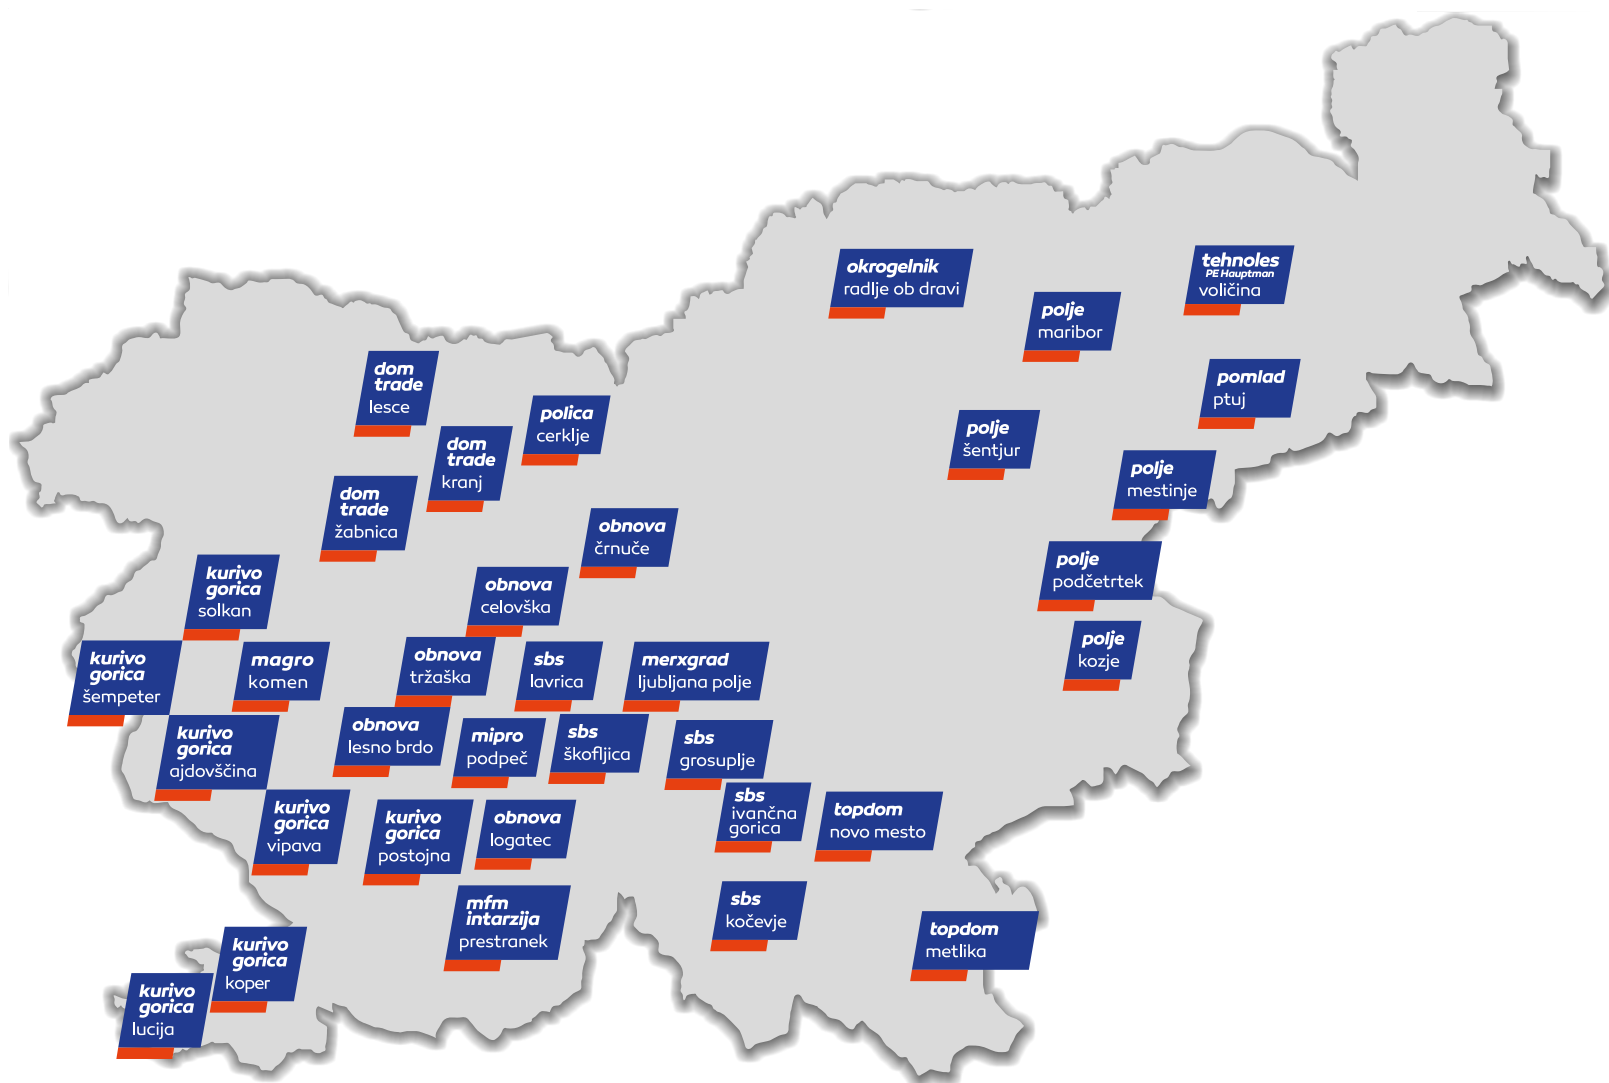 okrogelnik
radlje ob dravi
tehnoles
PE Hauptman
voličina
polje
maribor
dom
trade
lesce
pomlad
ptuj
polica
cerklje
polje
šentjur
dom
trade
kranj
polje
mestinje
dom
trade
žabnica
obnova
črnuče
polje
podčetrtek
kurivo
gorica
solkan
obnova
celovška
polje
kozje
kurivo
gorica
šempeter
magro
komen
obnova
tržaška
sbs
lavrica
merxgrad
ljubljana polje
kurivo
gorica
ajdovščina
obnova
lesno brdo
mipro
podpeč
sbs
škofljica
sbs
grosuplje
kurivo
gorica
vipava
kurivo
gorica
postojna
obnova
logatec
sbs
ivančna
gorica
topdom
novo mesto
mfm
intarzija
prestranek
sbs
kočevje
topdom
metlika
kurivo
gorica
koper
kurivo
gorica
lucija